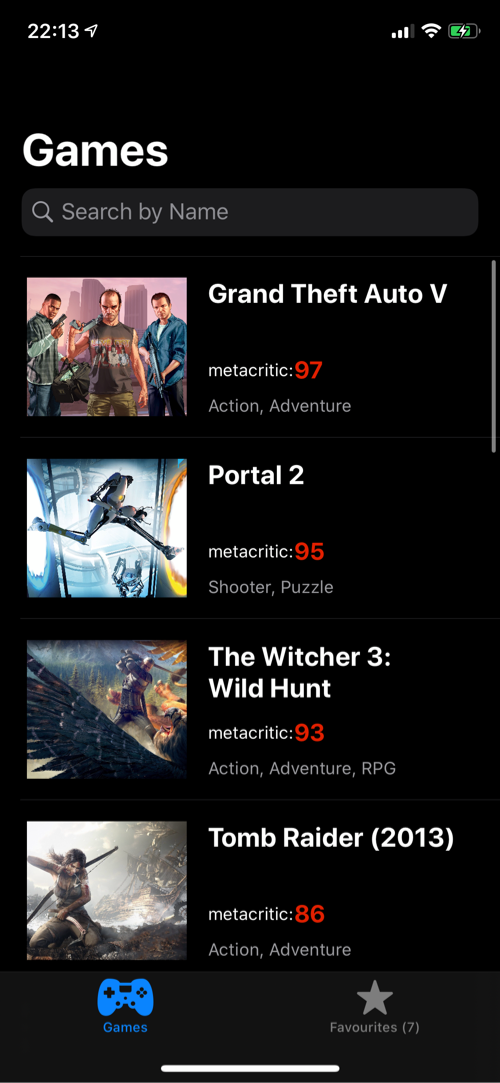 22:13
Games
Search by Name
Grand Theft Auto V
metacritic:97
Action, Adventure
Portal 2
metacritic:95
Shooter, Puzzle
The Witcher 3:
Wild Hunt
metacritic:93
Action, Adventure, RPG
Tomb Raider (2013)
metacritic:86
Action, Adventure
Games
Favourites (7)